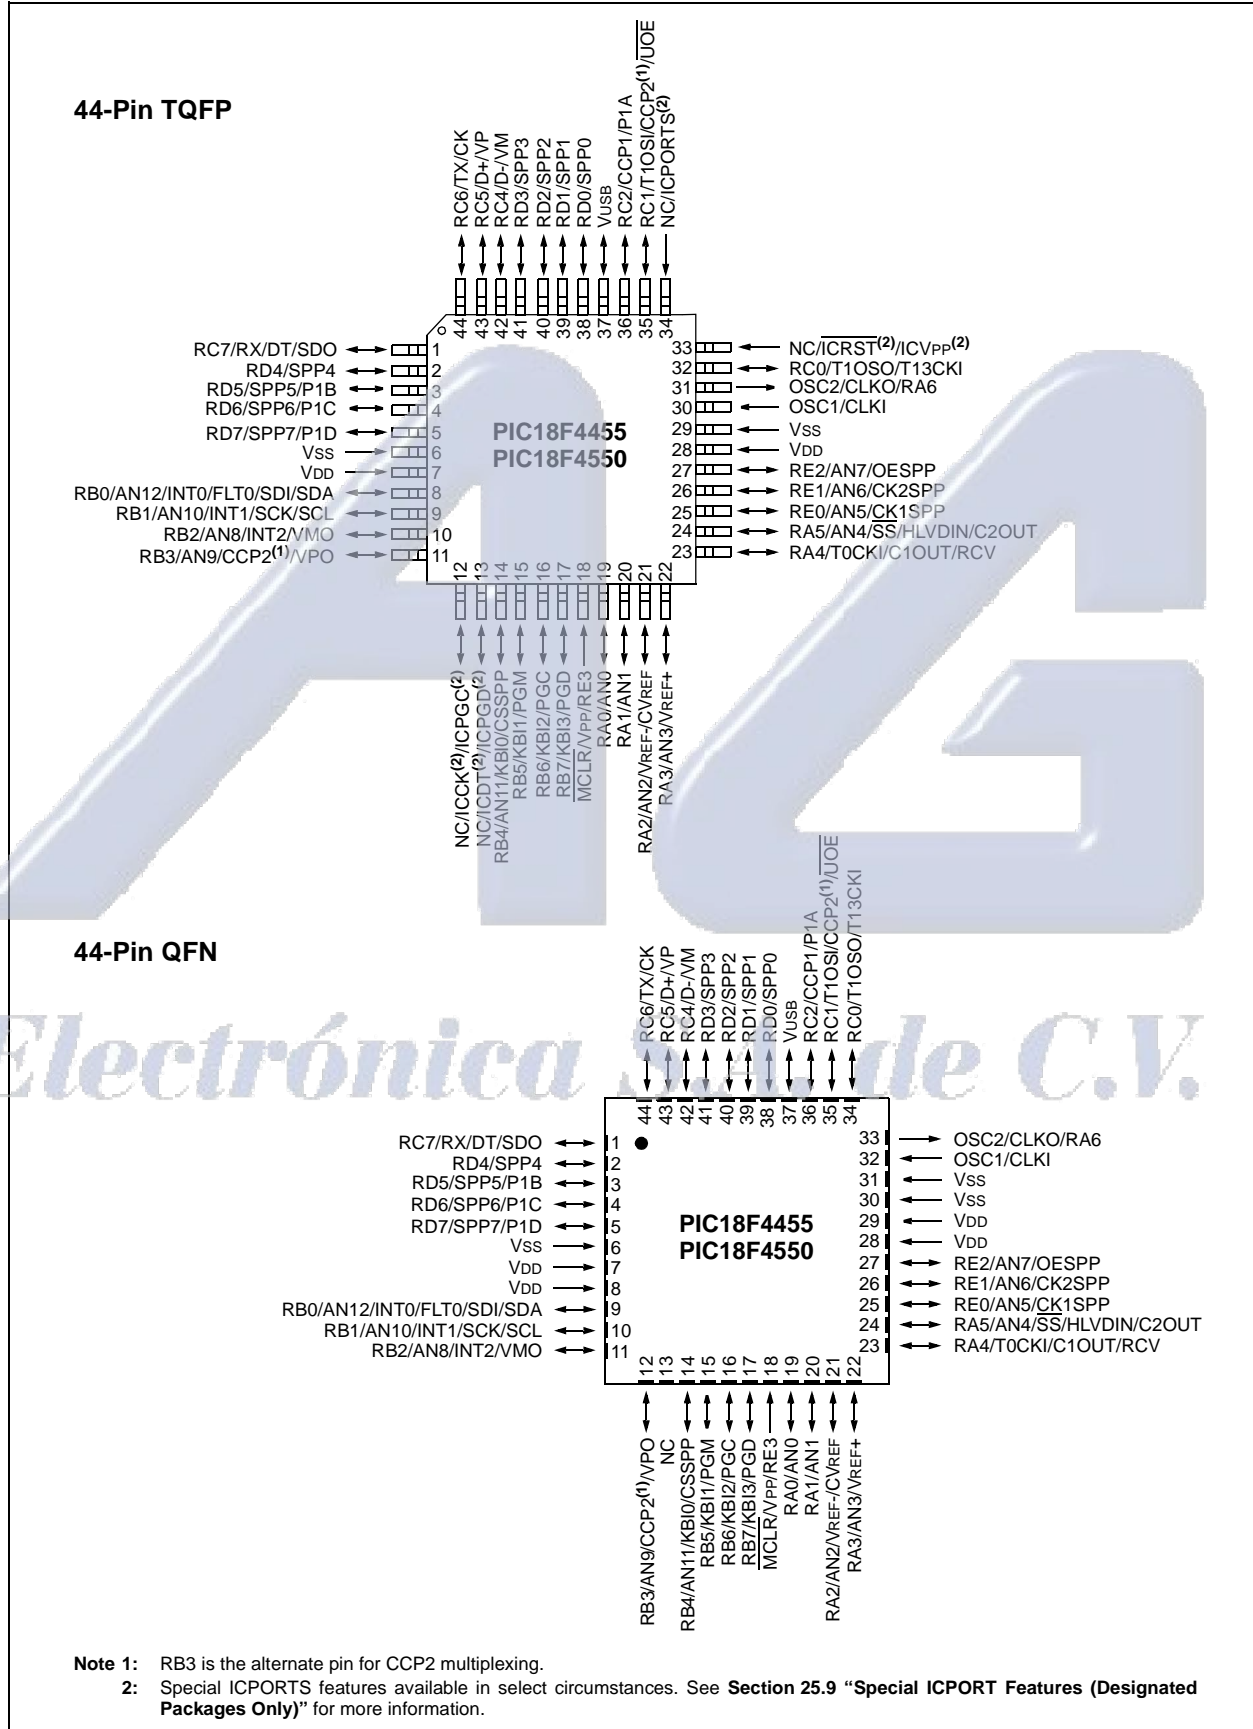 44-Pin TQFP
RC6/TX/CK
RC5/D+/VP
RC4/D-/VM
RD3/SPP3
RD2/SPP2
RD1/SPP1
RD0/SPP0
VUSB
RC2/CCP1/P1A
RC1/T1OSI/CCP2(1)/UOE
NC/ICPORTS(2)
44 43 42 41 40 39 38 37 36 35 34
RC7/RX/DT/SDO 1
RD4/SPP4 2
RD5/SPP5/P1B 3
RD6/SPP6/P1C 4
RD7/SPP7/P1D 5
VSS 6
VDD 7
RB0/AN12/INT0/FLT0/SDI/SDA 8
RB1/AN10/INT1/SCK/SCL 9
RB2/AN8/INT2/VMO 10
RB3/AN9/CCP2(1)/VPO 11
PIC18F4455
PIC18F4550
33 NC/ICRST(2)/ICVPP(2)
32 RC0/T1OSO/T13CKI
31 OSC2/CLKO/RA6
30 OSC1/CLKI
29 VSS
28 VDD
27 RE2/AN7/OESPP
26 RE1/AN6/CK2SPP
25 RE0/AN5/CK1SPP
24 RA5/AN4/SS/HLVDIN/C2OUT
23 RA4/T0CKI/C1OUT/RCV
12 13 14 15 16 17 18 19 20 21 22
NC/ICCK(2)/ICPGC(2)
NC/ICDT(2)/ICPGD(2)
RB4/AN11/KBI0/CSSPP
RB5/KBI1/PGM
RB6/KBI2/PGC
RB7/KBI3/PGD
MCLR/VPP/RE3
RA0/AN0
RA1/AN1
RA2/AN2/VREF-/CVREF
RA3/AN3/VREF+
AG
Electrónica S.A. de C.V.
44-Pin QFN
RC6/TX/CK
RC5/D+/VP
RC4/D-/VM
RD3/SPP3
RD2/SPP2
RD1/SPP1
RD0/SPP0
VUSB
RC2/CCP1/P1A
RC1/T1OSI/CCP2(1)/UOE
RC0/T1OSO/T13CKI
44 43 42 41 40 39 38 37 36 35 34
RC7/RX/DT/SDO 1
RD4/SPP4 2
RD5/SPP5/P1B 3
RD6/SPP6/P1C 4
RD7/SPP7/P1D 5
VSS 6
VDD 7
VDD 8
RB0/AN12/INT0/FLT0/SDI/SDA 9
RB1/AN10/INT1/SCK/SCL 10
RB2/AN8/INT2/VMO 11
PIC18F4455
PIC18F4550
33 OSC2/CLKO/RA6
32 OSC1/CLKI
31 VSS
30 VSS
29 VDD
28 VDD
27 RE2/AN7/OESPP
26 RE1/AN6/CK2SPP
25 RE0/AN5/CK1SPP
24 RA5/AN4/SS/HLVDIN/C2OUT
23 RA4/T0CKI/C1OUT/RCV
12 13 14 15 16 17 18 19 20 21 22
RB3/AN9/CCP2(1)/VPO
NC
RB4/AN11/KBI0/CSSPP
RB5/KBI1/PGM
RB6/KBI2/PGC
RB7/KBI3/PGD
MCLR/VPP/RE3
RA0/AN0
RA1/AN1
RA2/AN2/VREF-/CVREF
RA3/AN3/VREF+
Note 1: RB3 is the alternate pin for CCP2 multiplexing.
2: Special ICPORTS features available in select circumstances. See Section 25.9 “Special ICPORT Features (Designated
Packages Only)” for more information.